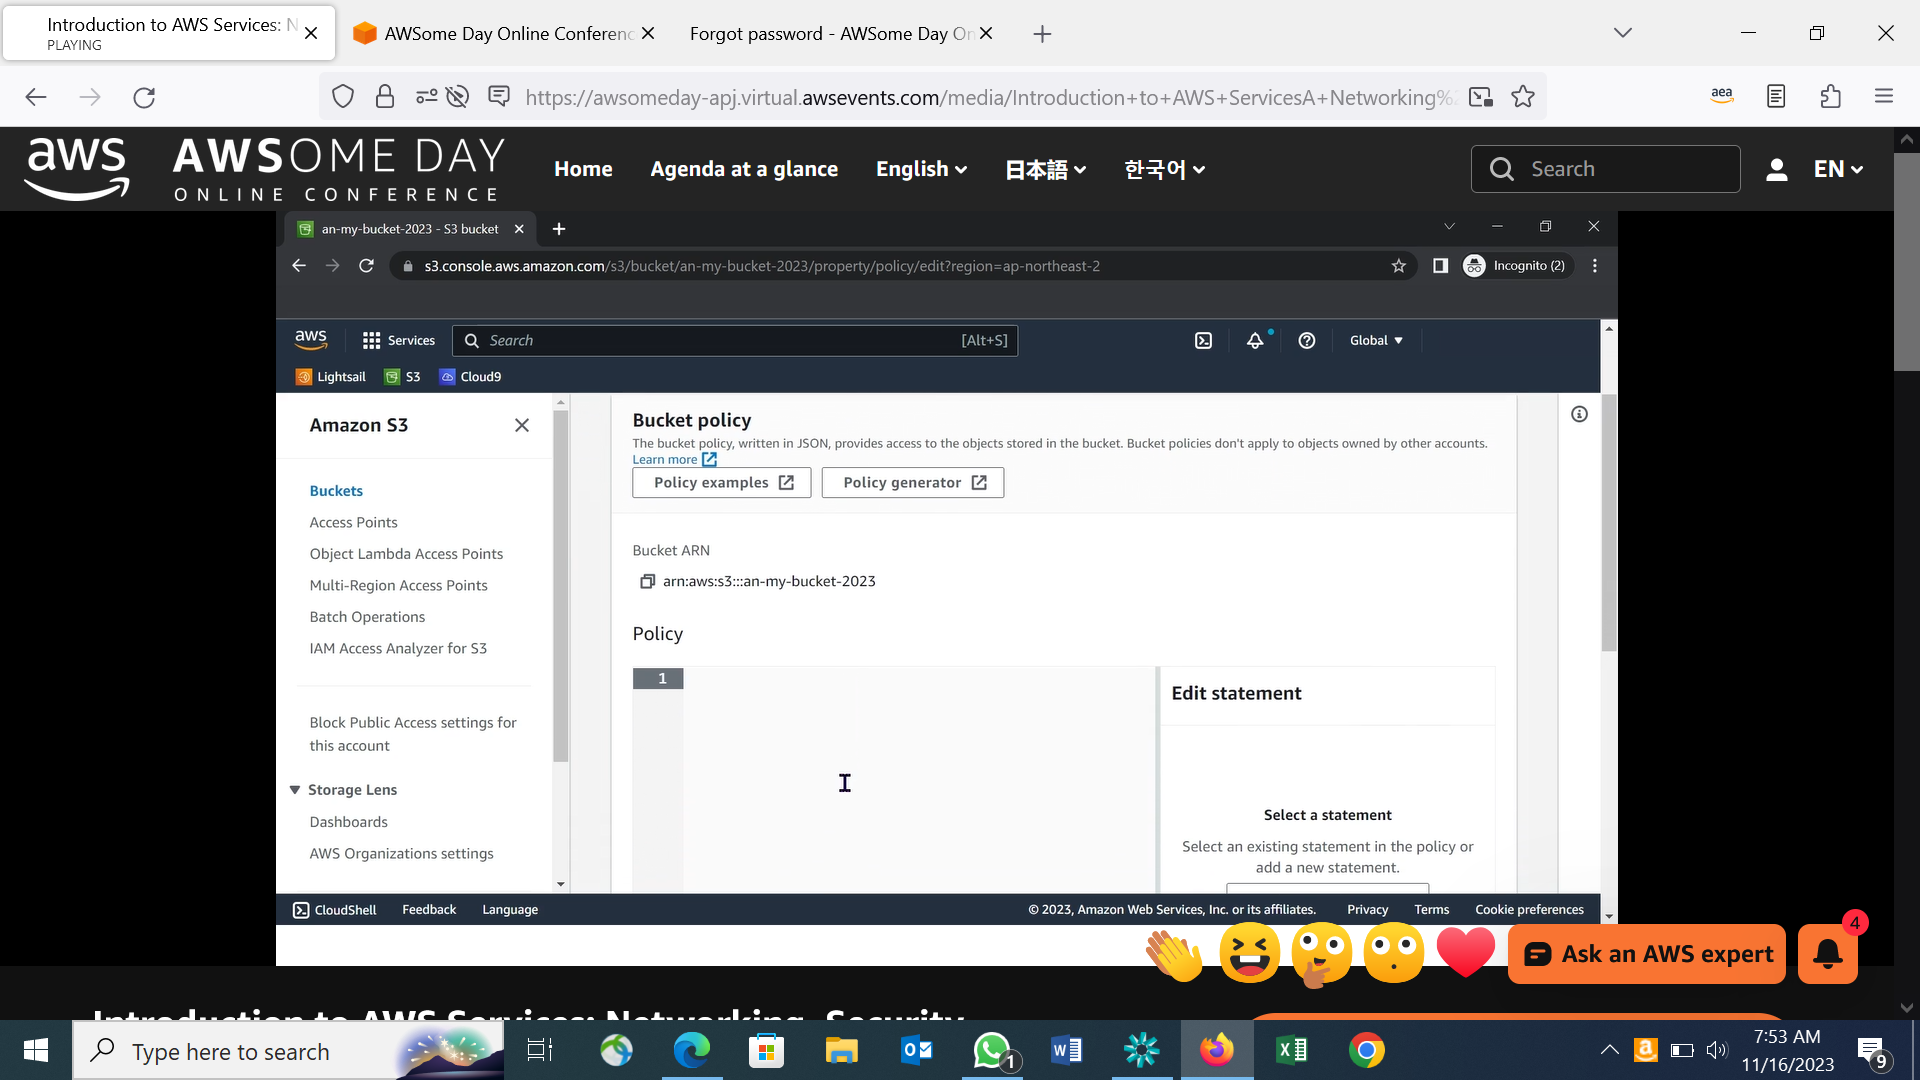 Introduction to AWS Services: N
PLAYING
AWSome Day Online Conferenc
Forgot password - AWSome Day On
https://awsomeday-apj.virtual.awsevents.com/media/Introduction+to+AWS+ServicesA+Networking%
aea
aws
AWSOME DAY
ONLINE CONFERENCE
Home
Agenda at a glance
English
日本語
한국어
Search
EN
an-my-bucket-2023 - S3 bucket
s3.console.aws.amazon.com/s3/bucket/an-my-bucket-2023/property/policy/edit?region=ap-northeast-2
Incognito (2)
aws
Services
Search
[Alt+S]
Global
Lightsail
S3
Cloud9
Amazon S3
Buckets
Access Points
Object Lambda Access Points
Multi-Region Access Points
Batch Operations
IAM Access Analyzer for S3
Block Public Access settings for
this account
Storage Lens
Dashboards
AWS Organizations settings
Bucket policy
The bucket policy, written in JSON, provides access to the objects stored in the bucket. Bucket policies don't apply to objects owned by other accounts.
Learn more
Policy examples
Policy generator
Bucket ARN
arn:aws:s3:::an-my-bucket-2023
Policy
1
Edit statement
Select a statement
Select an existing statement in the policy or
add a new statement.
CloudShell
Feedback
Language
© 2023, Amazon Web Services, Inc. or its affiliates.
Privacy
Terms
Cookie preferences
Ask an AWS expert
4
Introduction to AWS Services: Networking, Security
Type here to search
1
7:53 AM
11/16/2023
9